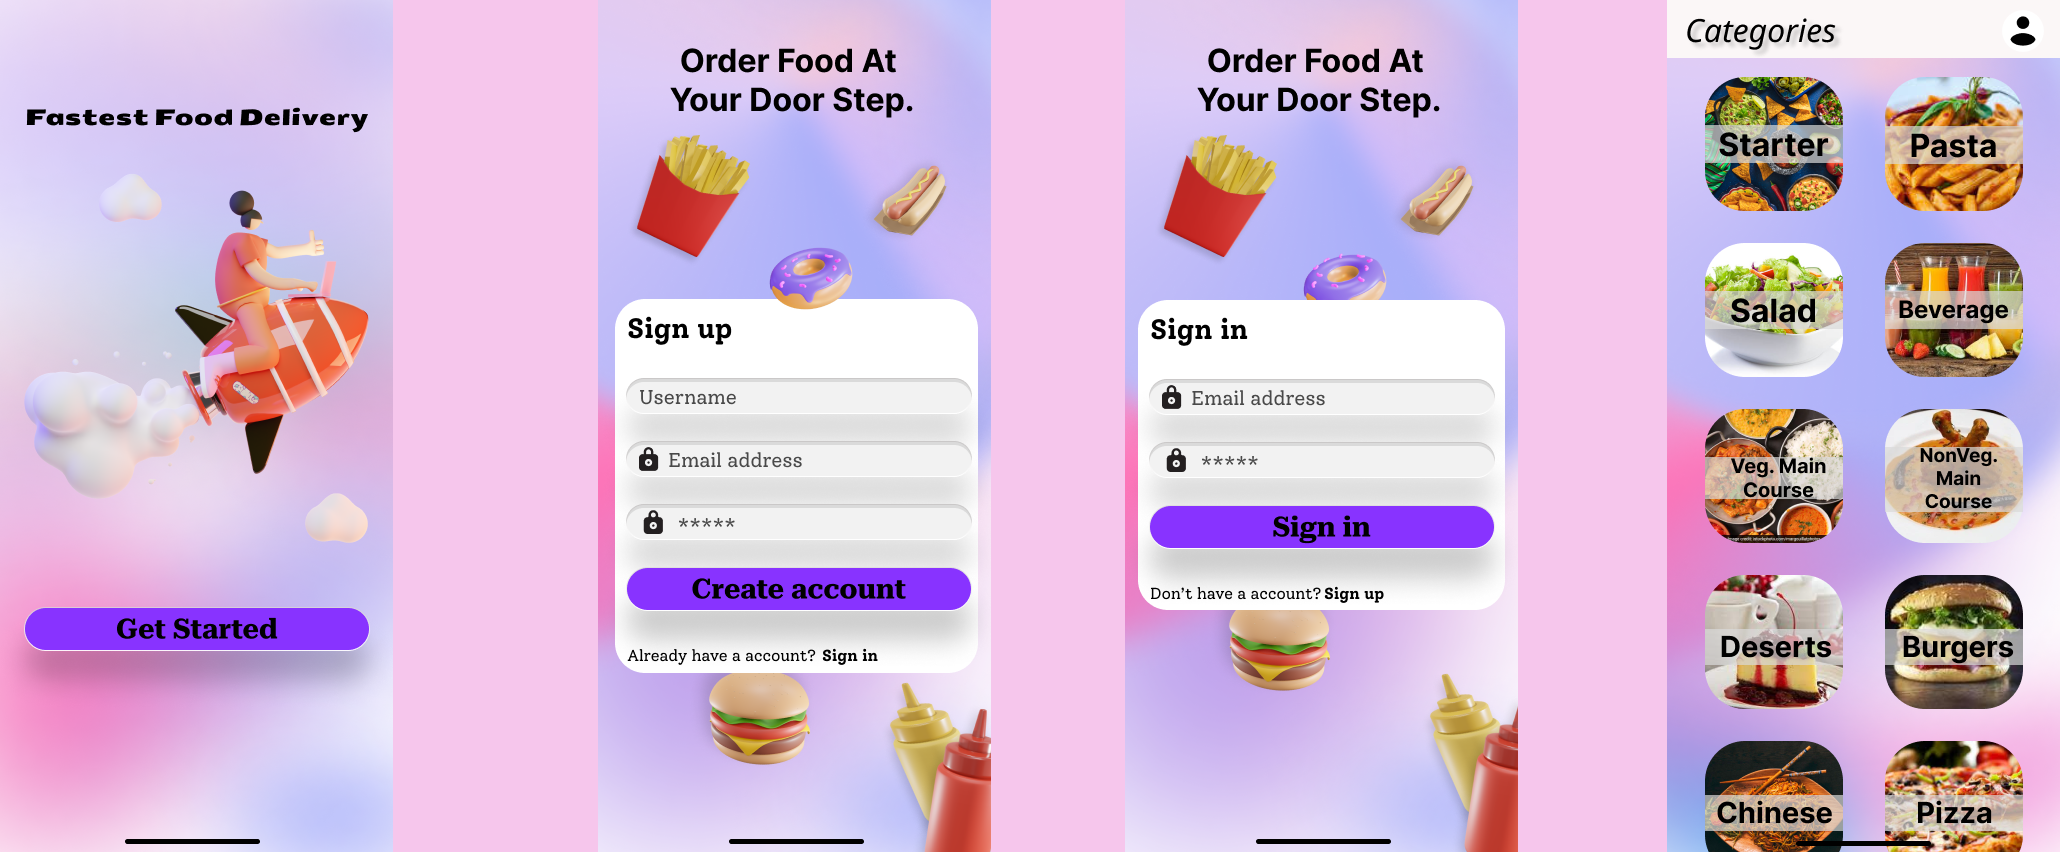 Fastest Food Delivery
Get Started
Order Food At
Your Door Step.
Sign up
Username
Email address
*****
Create account
Already have a account? Sign in
Order Food At
Your Door Step.
Sign in
Email address
*****
Sign in
Don't have a account? Sign up
Categories
Starter
Pasta
Salad
Beverage
Veg. Main
Course
NonVeg.
Main
Course
Deserts
Burgers
Chinese
Pizza